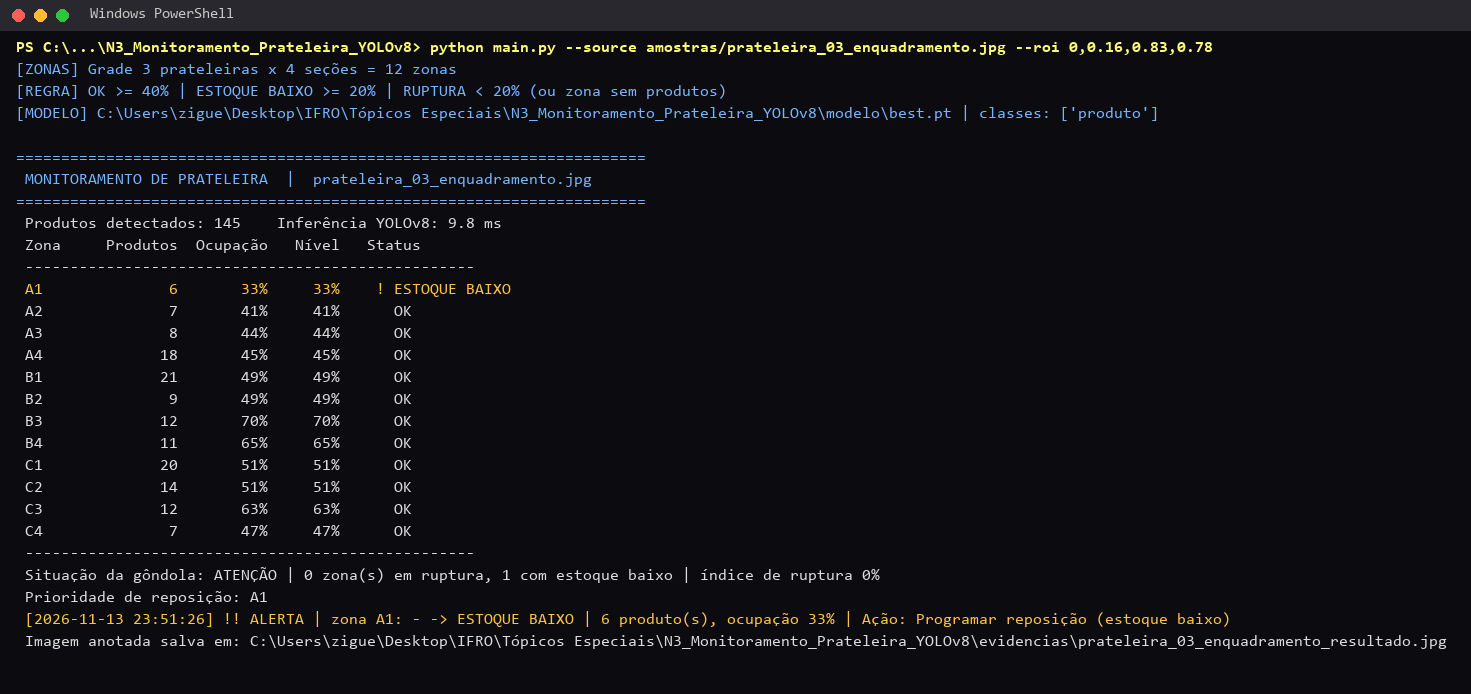 Windows PowerShell
PS C:\...\N3_Monitoramento_Prateleira_YOLOv8> python main.py --source amostras/prateleira_03_enquadramento.jpg --roi 0,0.16,0.83,0.78
[ZONAS] Grade 3 prateleiras x 4 seções = 12 zonas
[REGRA] OK >= 40% | ESTOQUE BAIXO >= 20% | RUPTURA < 20% (ou zona sem produtos)
[MODELO] C:\Users\zigue\Desktop\IFRO\Tópicos Especiais\N3_Monitoramento_Prateleira_YOLOv8\modelo\best.pt | classes: ['produto']
======================================================================
MONITORAMENTO DE PRATELEIRA | prateleira_03_enquadramento.jpg
======================================================================
Produtos detectados: 145 Inferência YOLOv8: 9.8 ms
Zona Produtos Ocupação Nível Status
--------------------------------------------------
A1 6 33% 33% ! ESTOQUE BAIXO
A2 7 41% 41% OK
A3 8 44% 44% OK
A4 18 45% 45% OK
B1 21 49% 49% OK
B2 9 49% 49% OK
B3 12 70% 70% OK
B4 11 65% 65% OK
C1 20 51% 51% OK
C2 14 51% 51% OK
C3 12 63% 63% OK
C4 7 47% 47% OK
--------------------------------------------------
Situação da gôndola: ATENÇÃO | 0 zona(s) em ruptura, 1 com estoque baixo | índice de ruptura 0%
Prioridade de reposição: A1
[2026-11-13 23:51:26] !! ALERTA | zona A1: - -> ESTOQUE BAIXO | 6 produto(s), ocupação 33% | Ação: Programar reposição (estoque baixo)
Imagem anotada salva em: C:\Users\zigue\Desktop\IFRO\Tópicos Especiais\N3_Monitoramento_Prateleira_YOLOv8\evidencias\prateleira_03_enquadramento_resultado.jpg